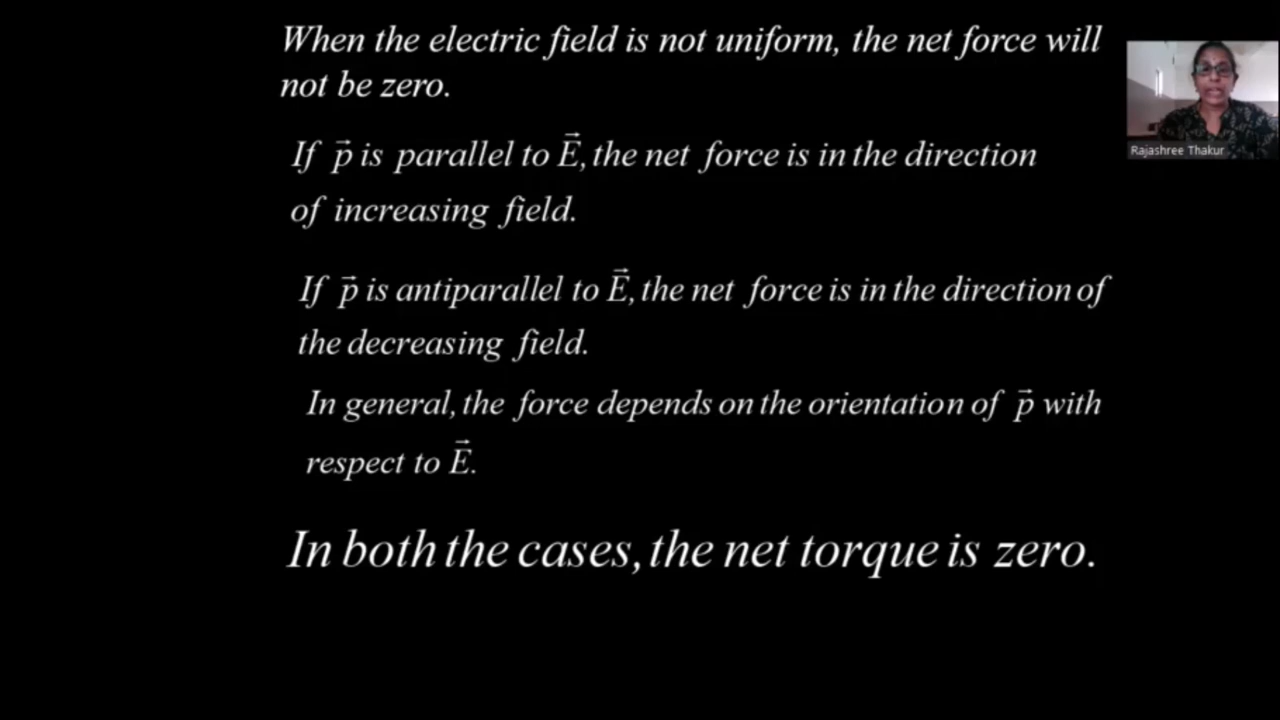 When the electric field is not uniform, the net force will
not be zero.
Rajashree Thakur
If p⃗ is parallel to E⃗, the net force is in the direction
of increasing field.
If p⃗ is antiparallel to E⃗, the net force is in the direction of
the decreasing field.
In general, the force depends on the orientation of p⃗ with
respect to E⃗.
In both the cases, the net torque is zero.